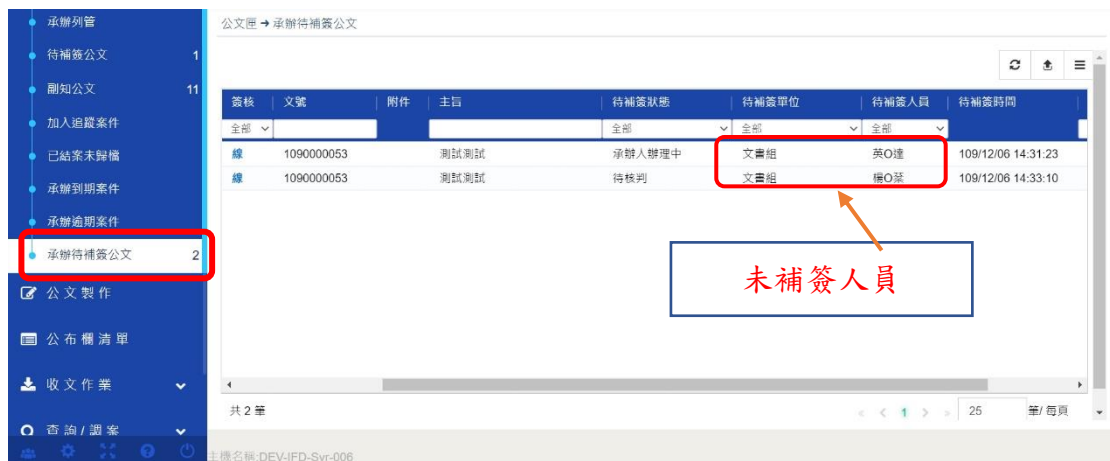 承辦列管
待補簽公文 1
副知公文 11
加入追蹤案件
已結案未歸檔
承辦到期案件
承辦逾期案件
承辦待補簽公文 2
公文製作
公布欄清單
收文作業
查詢/調案
公文匣 ➔ 承辦待補簽公文
簽核 文號 附件 主旨 待補簽狀態 待補簽單位 待補簽人員 待補簽時間
全部 全部 全部 全部
線 1090000053 測試測試 承辦人辦理中 文書組 英O達 109/12/06 14:31:23
線 1090000053 測試測試 待核判 文書組 楊O棻 109/12/06 14:33:10
未補簽人員
共 2 筆
« < 1 > » 25 筆/每頁
主機名稱:DEV-IFD-Svr-006